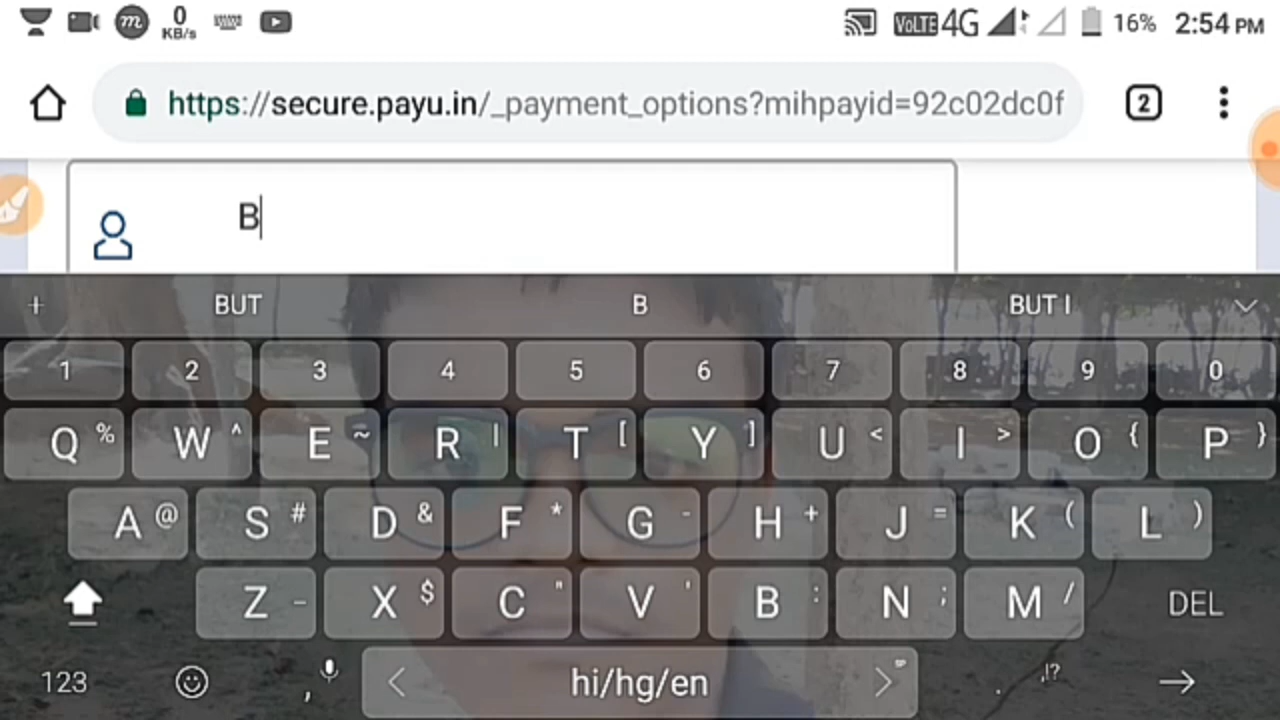 0 KB/s VoLTE 4G 16% 2:54 PM
m
https://secure.payu.in/_payment_options?mihpayid=92c02dc0f 2
B
+ BUT B BUT I
1 2 3 4 5 6 7 8 9 0
Q % W ^ E ~ R | T [ Y ] U < I > O { P }
A @ S # D & F * G - H + J = K ( L )
Z _ X $ C " V ' B : N ; M / DEL
123 , < hi/hg/en > . ,!?